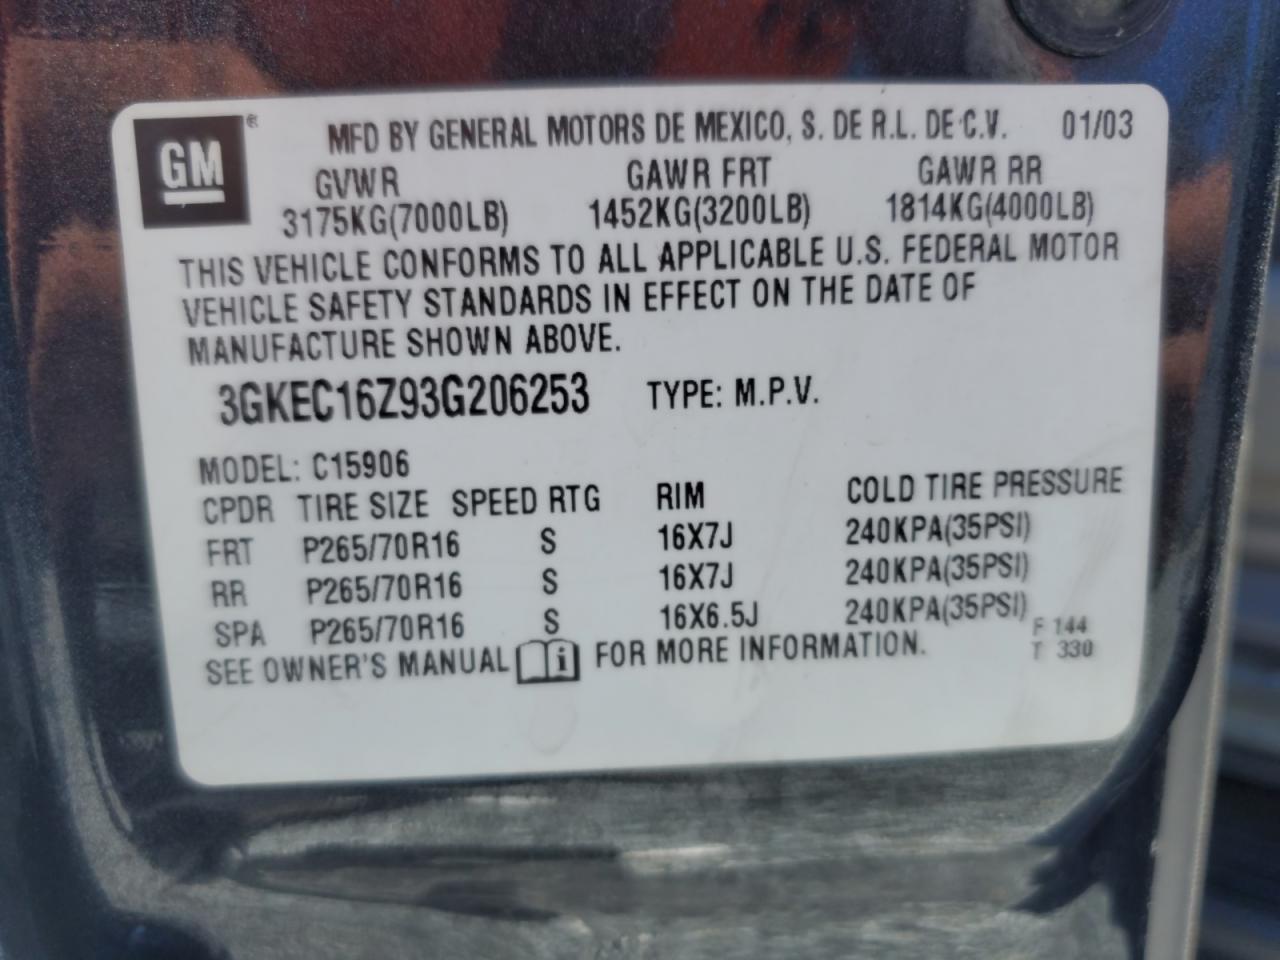 GM ® MFD BY GENERAL MOTORS DE MEXICO, S. DE R.L. DE C.V. 01/03
GVWR GAWR FRT GAWR RR
3175KG(7000LB) 1452KG(3200LB) 1814KG(4000LB)
THIS VEHICLE CONFORMS TO ALL APPLICABLE U.S. FEDERAL MOTOR
VEHICLE SAFETY STANDARDS IN EFFECT ON THE DATE OF
MANUFACTURE SHOWN ABOVE.
3GKEC16Z93G206253 TYPE: M.P.V.
MODEL: C15906
CPDR TIRE SIZE SPEED RTG RIM COLD TIRE PRESSURE
FRT P265/70R16 S 16X7J 240KPA(35PSI)
RR P265/70R16 S 16X7J 240KPA(35PSI)
SPA P265/70R16 S 16X6.5J 240KPA(35PSI)
SEE OWNER'S MANUAL i FOR MORE INFORMATION.
F 144
T 330